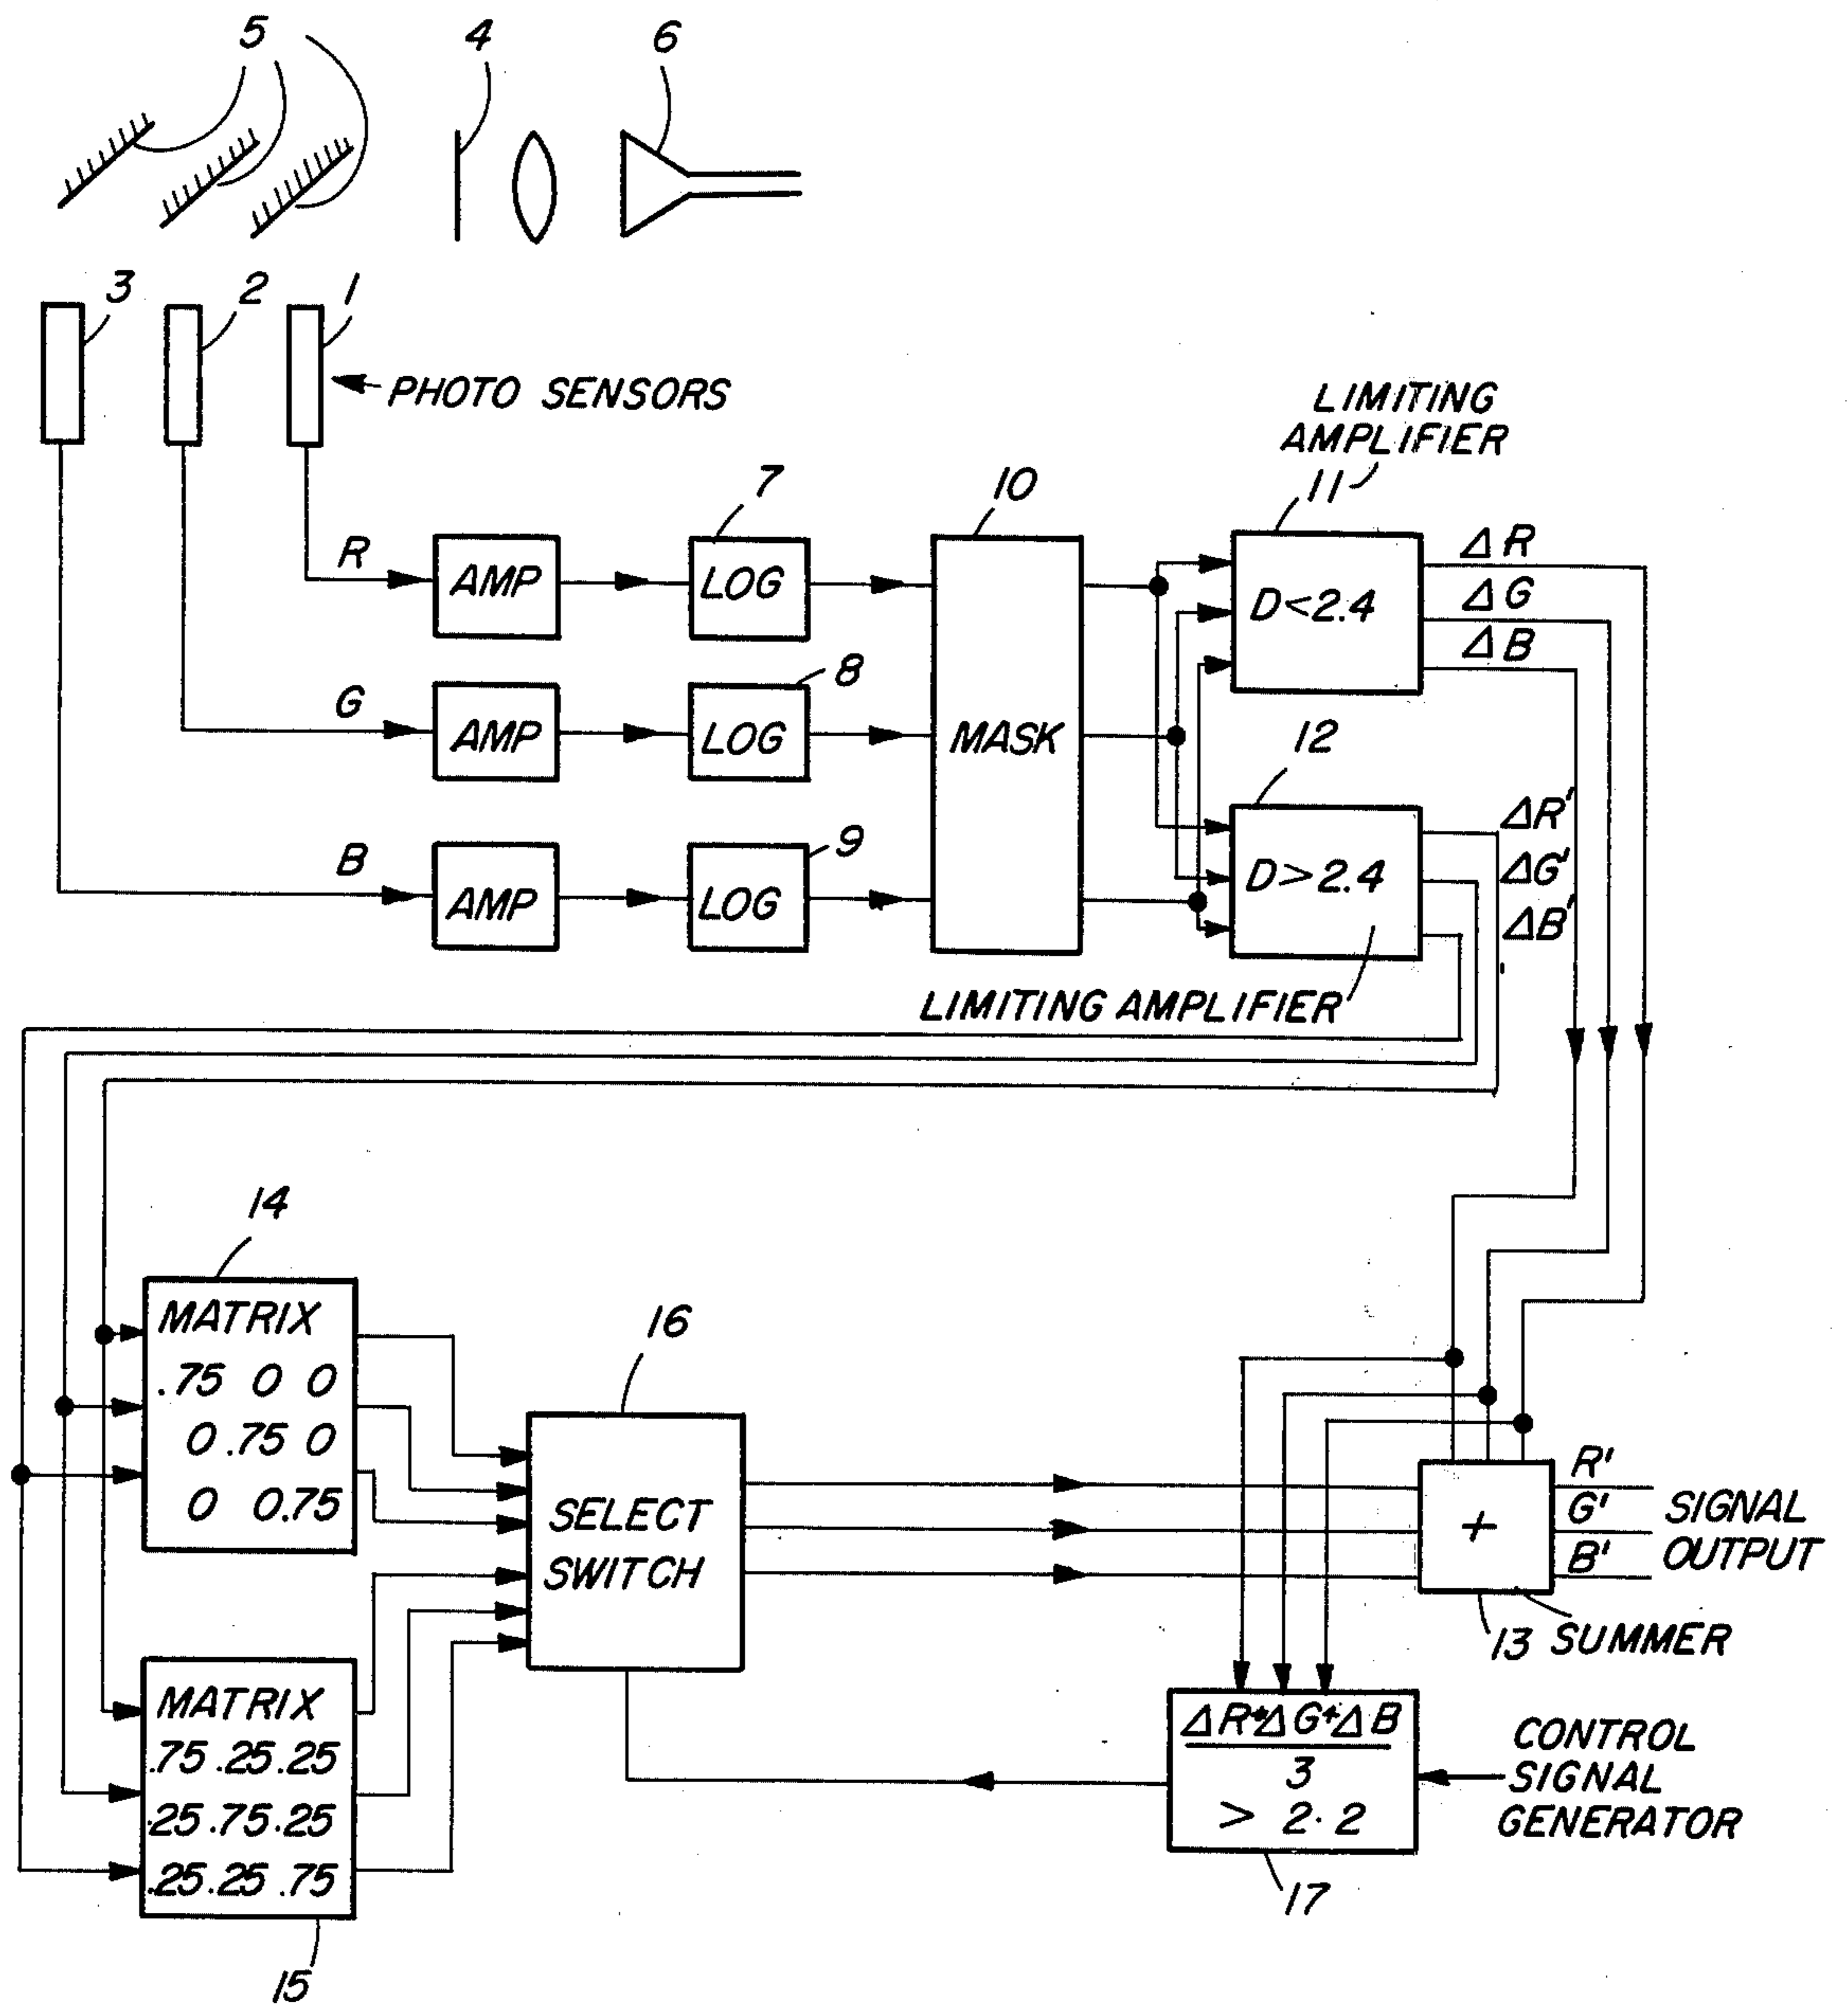 5
4
6
3
2
1
PHOTO SENSORS
LIMITING
AMPLIFIER
7
10
11
R
AMP
LOG
D<2.4
ΔR
ΔG
ΔB
G
AMP
8
LOG
MASK
12
B
AMP
9
LOG
D>2.4
ΔR'
ΔG'
ΔB'
LIMITING AMPLIFIER
14
MATRIX
.75 0 0
0 .75 0
0 0.75
16
SELECT
SWITCH
+
R'
G'
B'
SIGNAL
OUTPUT
13 SUMMER
MATRIX
.75 .25 .25
.25 .75 .25
.25 .25 .75
15
ΔR+ΔG+ΔB
3
> 2.2
CONTROL
SIGNAL
GENERATOR
17